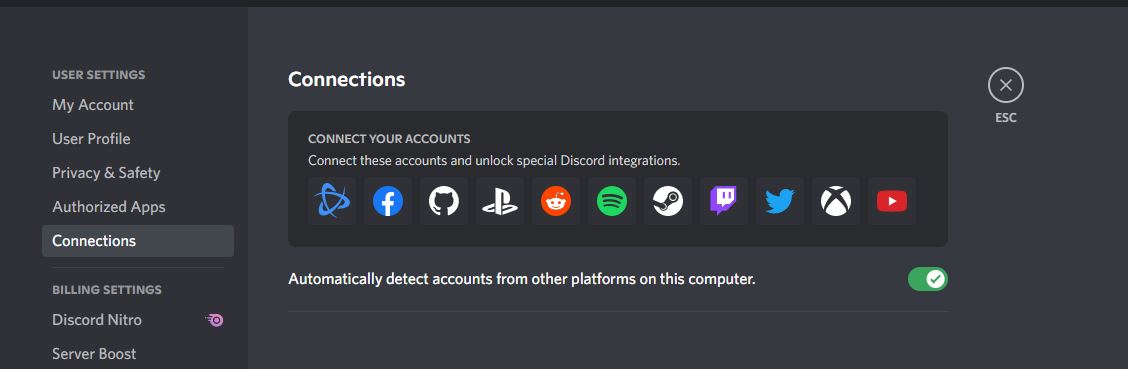 USER SETTINGS
My Account
User Profile
Privacy & Safety
Authorized Apps
Connections
BILLING SETTINGS
Discord Nitro
Server Boost
Connections
CONNECT YOUR ACCOUNTS
Connect these accounts and unlock special Discord integrations.
Automatically detect accounts from other platforms on this computer.
ESC